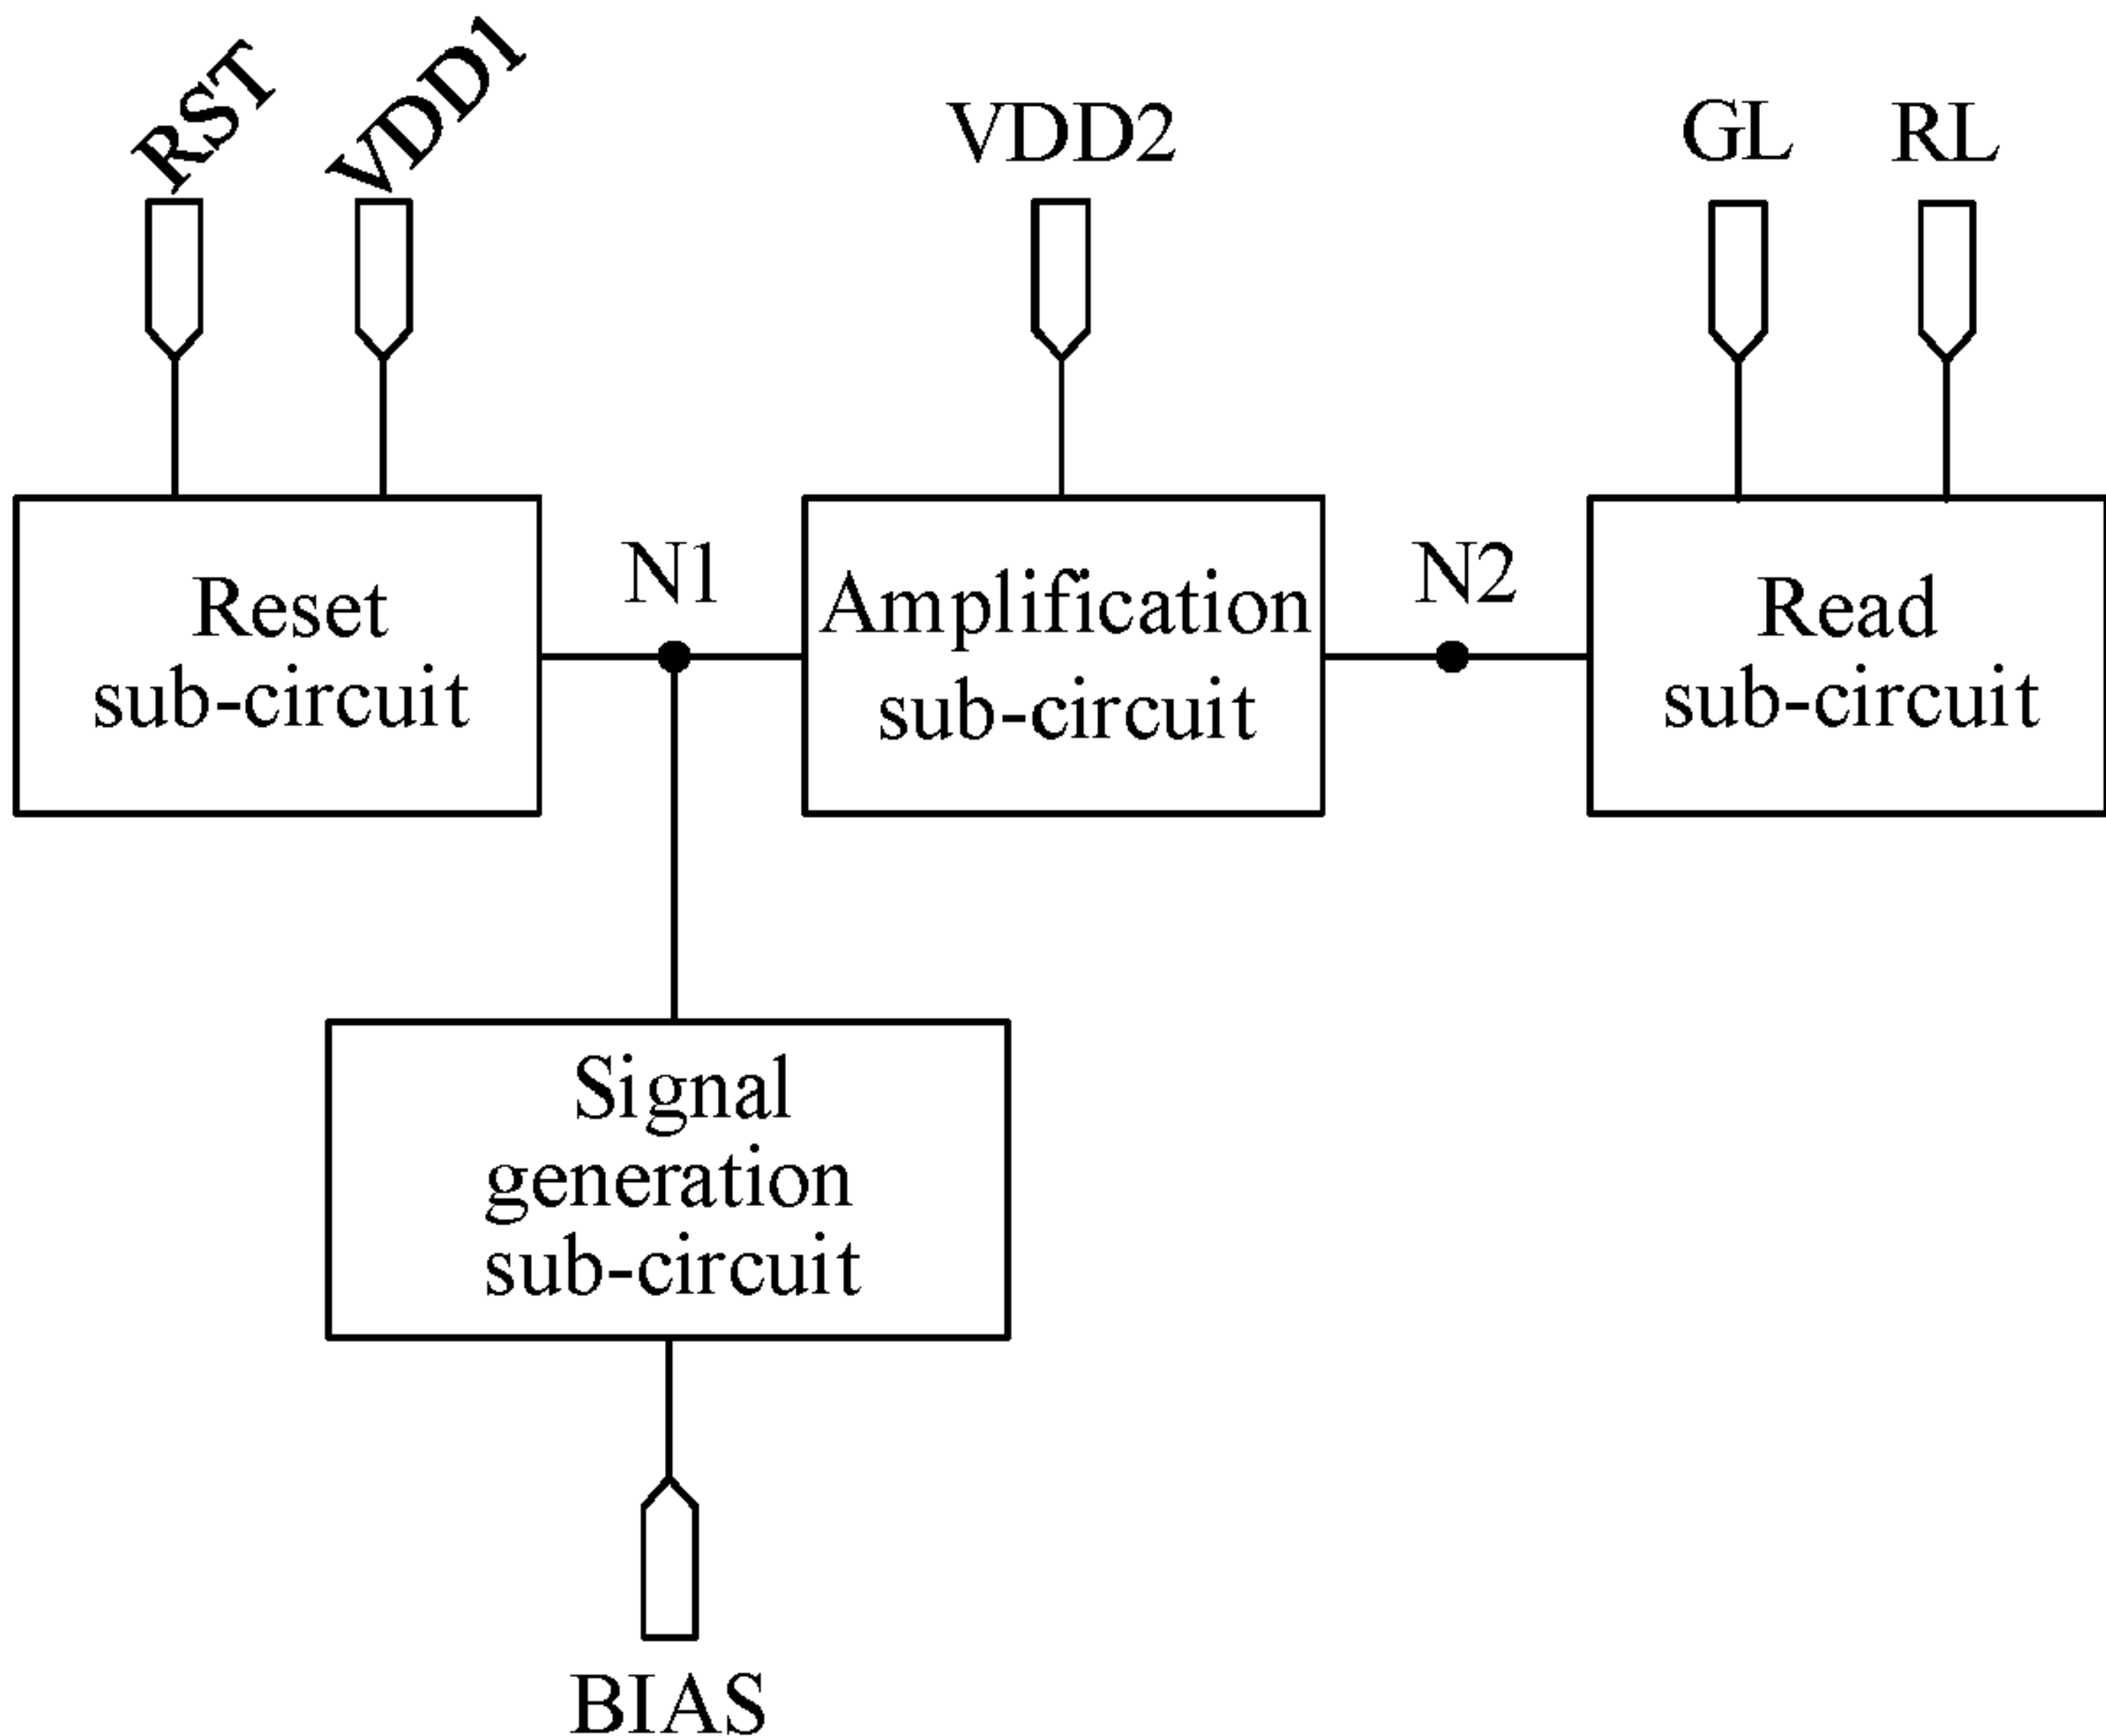 RST
VDD1
VDD2
GL
RL
Reset
sub-circuit
N1
Amplification
sub-circuit
N2
Read
sub-circuit
Signal
generation
sub-circuit
BIAS